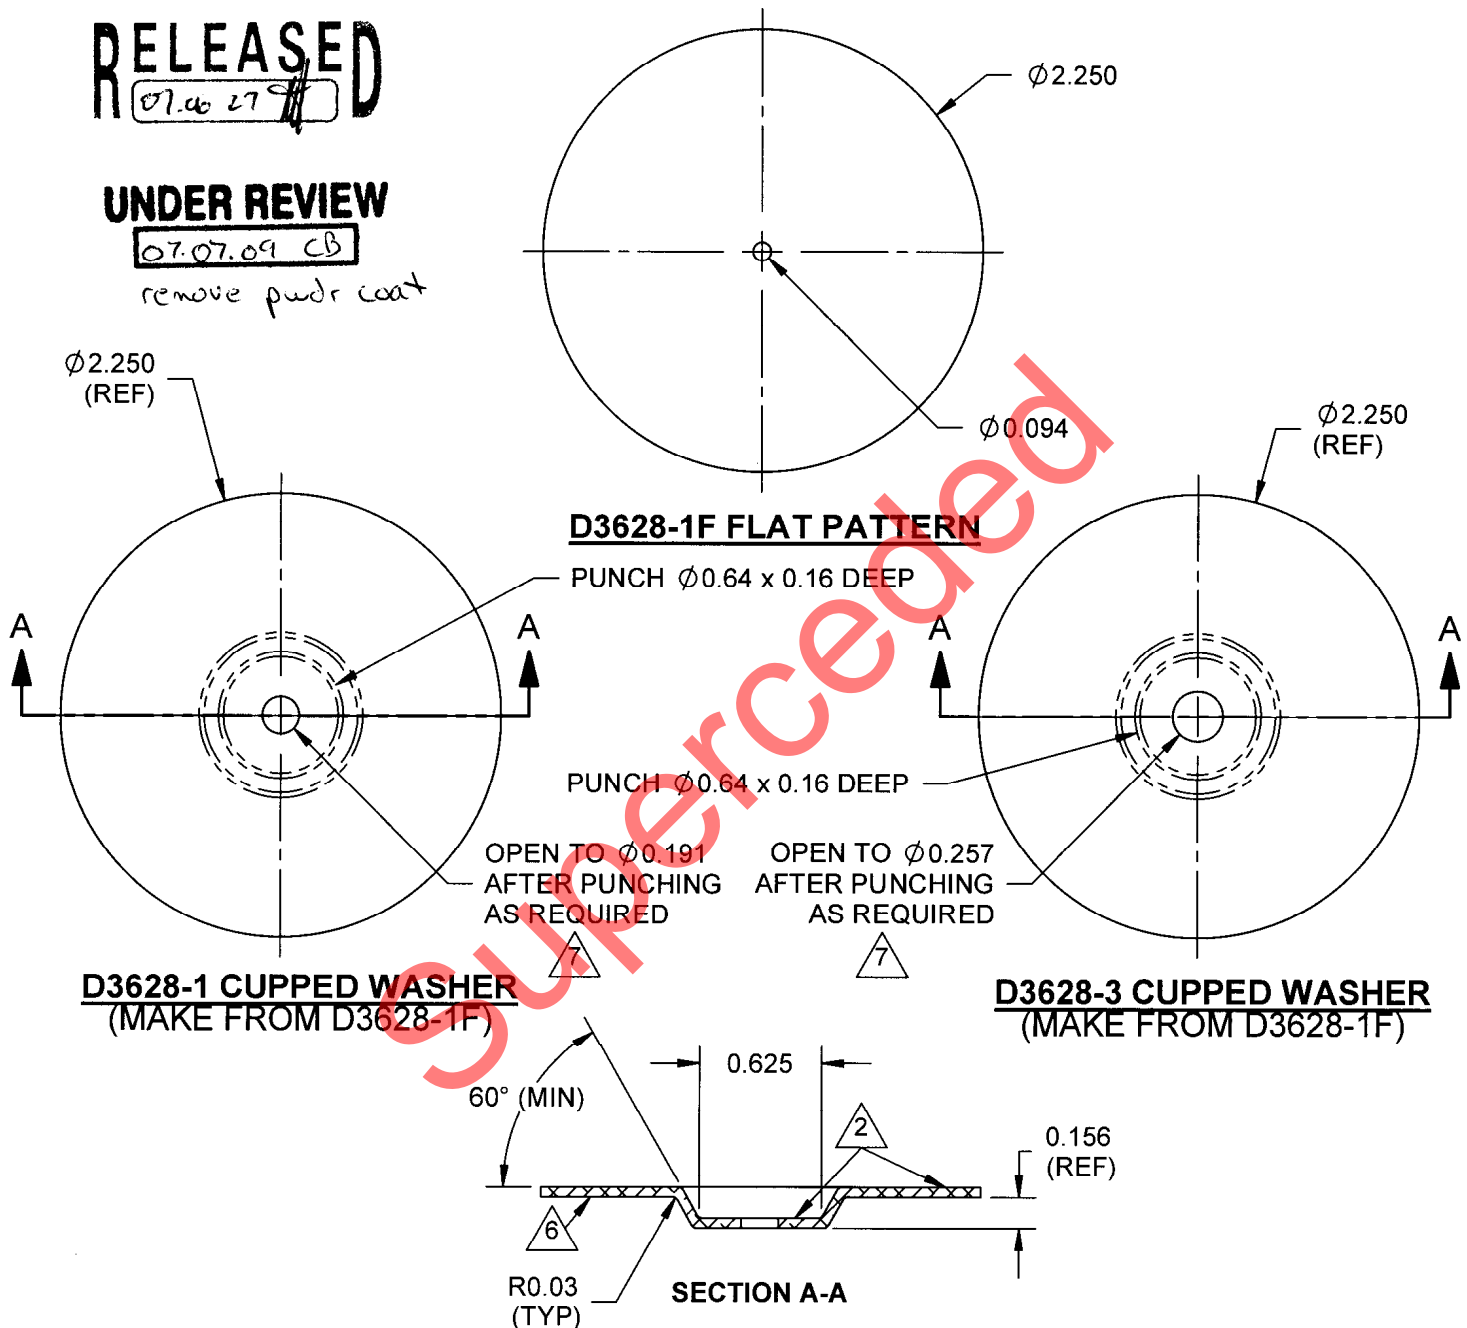 RELEASED
07.06 27
UNDER REVIEW
07.07.09 CB
remove pwdr coat
Ø2.250
Ø0.094
D3628-1F FLAT PATTERN
Ø2.250
(REF)
Ø2.250
(REF)
PUNCH Ø0.64 x 0.16 DEEP
A
A
A
A
PUNCH Ø0.64 x 0.16 DEEP
OPEN TO Ø0.191
AFTER PUNCHING
AS REQUIRED
7
OPEN TO Ø0.257
AFTER PUNCHING
AS REQUIRED
7
D3628-1 CUPPED WASHER
(MAKE FROM D3628-1F)
D3628-3 CUPPED WASHER
(MAKE FROM D3628-1F)
Superceded
60° (MIN)
0.625
2
0.156
(REF)
6
R0.03
(TYP)
SECTION A-A